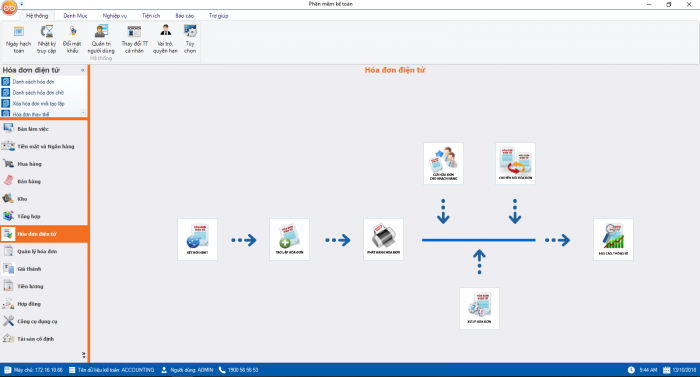 Phần mềm kế toán
Hệ thống Danh Mục Nghiệp vụ Tiện ích Báo cáo Trợ giúp
Ngày hạch toán
Nhật ký truy cập
Đổi mật khẩu
Quản trị người dùng
Thay đổi TT cá nhân
Vai trò, quyền hạn
Tùy chọn
Hệ thống
Hóa đơn điện tử
Danh sách hóa đơn
Danh sách hóa đơn chờ
Xóa hóa đơn mới tạo lập
Hóa đơn thay thế
Bàn làm việc
Tiền mặt và Ngân hàng
Mua hàng
Bán hàng
Kho
Tổng hợp
Hóa đơn điện tử
Quản lý hóa đơn
Giá thành
Tiền lương
Hợp đồng
Công cụ dụng cụ
Tài sản cố định
Hóa đơn điện tử
GỬI HÓA ĐƠN
CHO KHÁCH HÀNG
CHUYỂN ĐỔI HÓA ĐƠN
KẾT NỐI NHẬT
TẠO LẬP HÓA ĐƠN
PHÁT HÀNH HÓA ĐƠN
BÁO CÁO, THỐNG KÊ
XỬ LÝ HÓA ĐƠN
Máy chủ: 172.16.10.66 Tên dữ liệu kế toán: ACCOUNTING Người dùng: ADMIN 1900 56 56 53 5:44 AM 13/10/2018